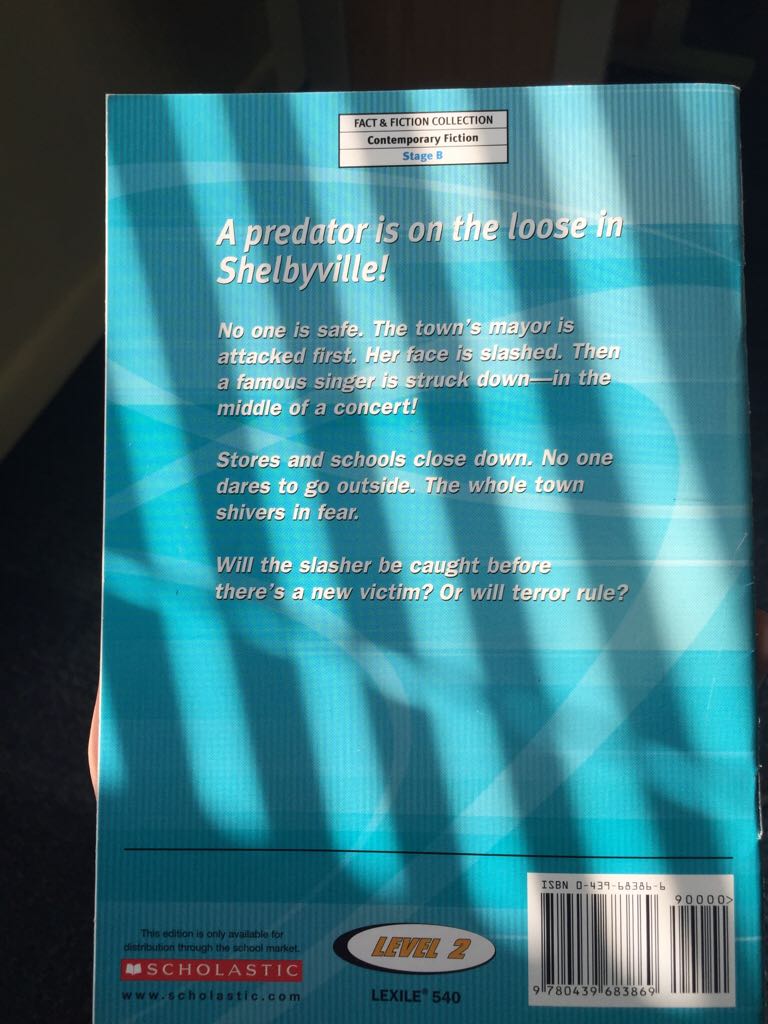 FACT & FICTION COLLECTION
Contemporary Fiction
Stage B
A predator is on the loose in
Shelbyville!
No one is safe. The town's mayor is
attacked first. Her face is slashed. Then
a famous singer is struck down—in the
middle of a concert!
Stores and schools close down. No one
dares to go outside. The whole town
shivers in fear.
Will the slasher be caught before
there's a new victim? Or will terror rule?
This edition is only available for
distribution through the school market.
SCHOLASTIC
www.scholastic.com
LEVEL 2
LEXILE® 540
ISBN 0-439-68386-6
90000>
9 780439 683869